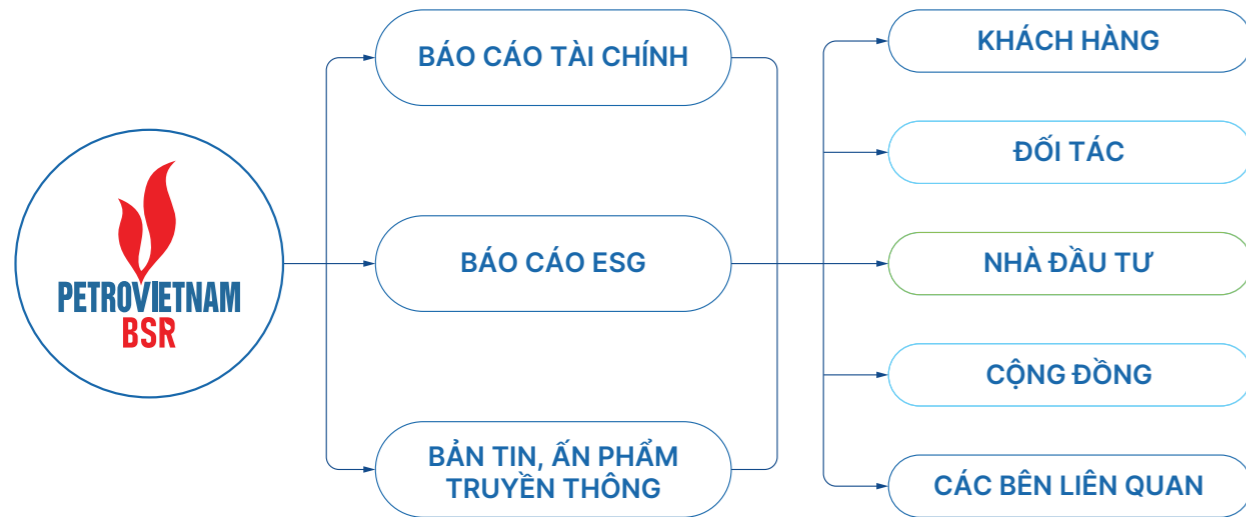 PETROVIETNAM
BSR
BÁO CÁO TÀI CHÍNH
BÁO CÁO ESG
BẢN TIN, ẤN PHẨM
TRUYỀN THÔNG
KHÁCH HÀNG
ĐỐI TÁC
NHÀ ĐẦU TƯ
CỘNG ĐỒNG
CÁC BÊN LIÊN QUAN